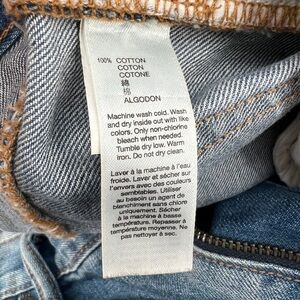 100% COTTON
COTON
COTONE
綿
棉
ALGODON
Machine wash cold. Wash
and dry inside out with like
colors. Only non-chlorine
bleach when needed.
Tumble dry low. Warm
iron. Do not dry clean.
Laver à la machine à l'eau
froide. Laver et sécher sur
l'envers avec des couleurs
semblables. Utiliser
au besoin un agent de
blanchiment sans chlore
uniquement. Sécher
à la machine à basse
température. Repasser à
température moyenne. Ne
pas nettoyer à sec.